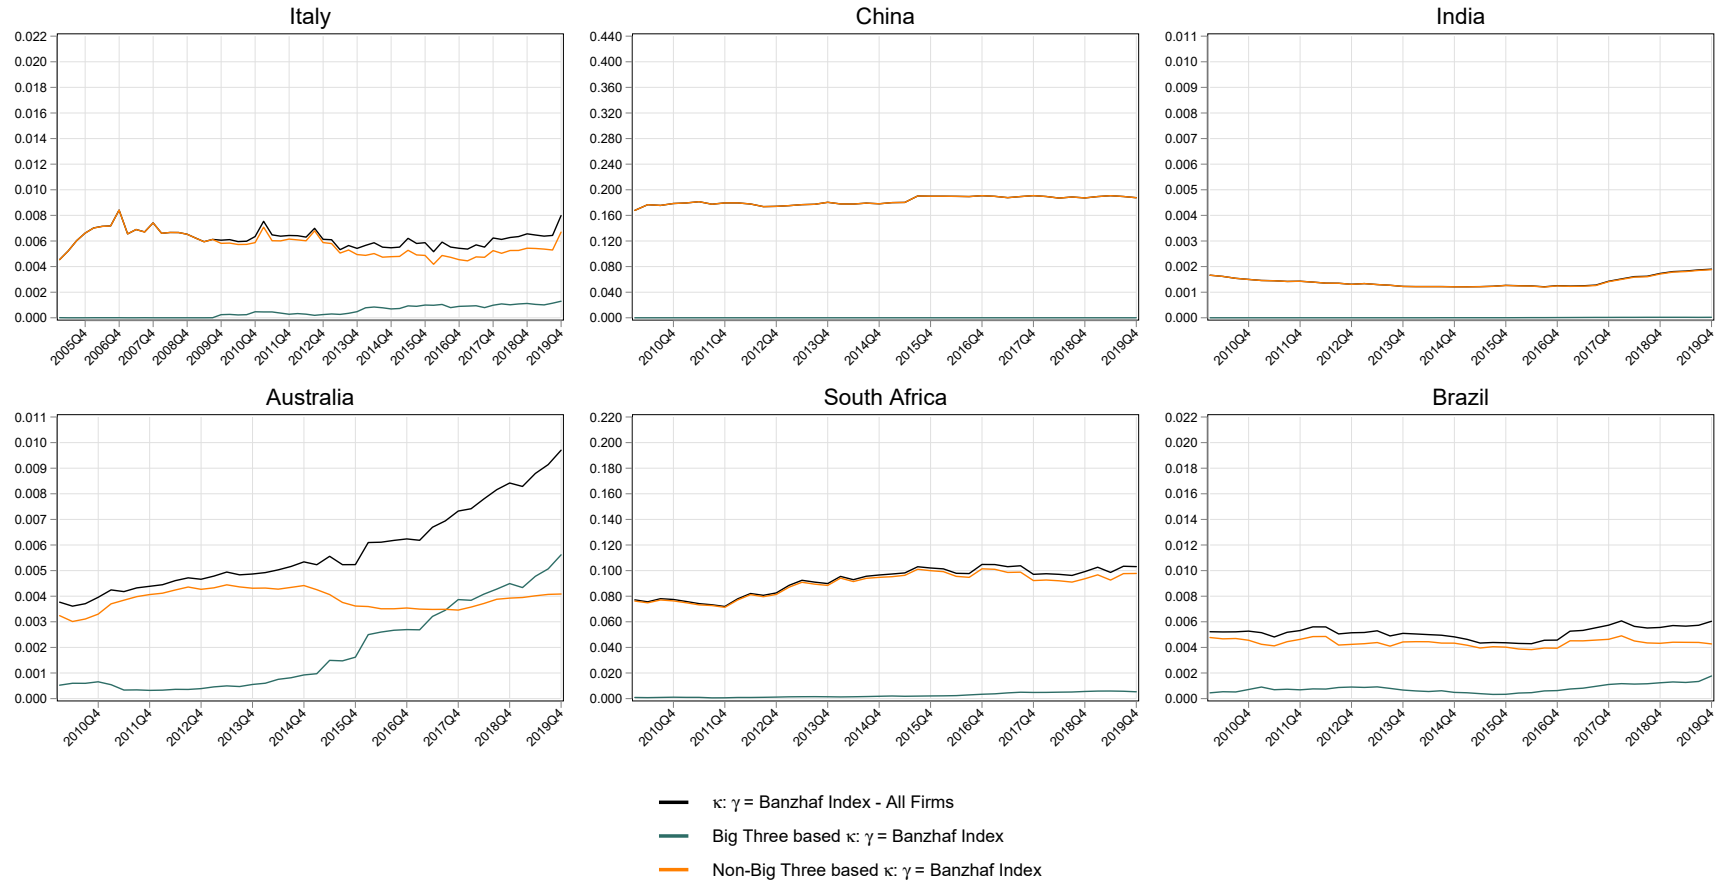 Italy
0.022
0.020
0.018
0.016
0.014
0.012
0.010
0.008
0.006
0.004
0.002
0.000
2005Q4
2006Q4
2007Q4
2008Q4
2009Q4
2010Q4
2011Q4
2012Q4
2013Q4
2014Q4
2015Q4
2016Q4
2017Q4
2018Q4
2019Q4
China
0.440
0.400
0.360
0.320
0.280
0.240
0.200
0.160
0.120
0.080
0.040
0.000
2010Q4
2011Q4
2012Q4
2013Q4
2014Q4
2015Q4
2016Q4
2017Q4
2018Q4
2019Q4
India
0.011
0.010
0.009
0.008
0.007
0.006
0.005
0.004
0.003
0.002
0.001
0.000
2010Q4
2011Q4
2012Q4
2013Q4
2014Q4
2015Q4
2016Q4
2017Q4
2018Q4
2019Q4
Australia
0.011
0.010
0.009
0.008
0.007
0.006
0.005
0.004
0.003
0.002
0.001
0.000
2010Q4
2011Q4
2012Q4
2013Q4
2014Q4
2015Q4
2016Q4
2017Q4
2018Q4
2019Q4
South Africa
0.220
0.200
0.180
0.160
0.140
0.120
0.100
0.080
0.060
0.040
0.020
0.000
2010Q4
2011Q4
2012Q4
2013Q4
2014Q4
2015Q4
2016Q4
2017Q4
2018Q4
2019Q4
Brazil
0.022
0.020
0.018
0.016
0.014
0.012
0.010
0.008
0.006
0.004
0.002
0.000
2010Q4
2011Q4
2012Q4
2013Q4
2014Q4
2015Q4
2016Q4
2017Q4
2018Q4
2019Q4
κ: γ = Banzhaf Index - All Firms
Big Three based κ: γ = Banzhaf Index
Non-Big Three based κ: γ = Banzhaf Index